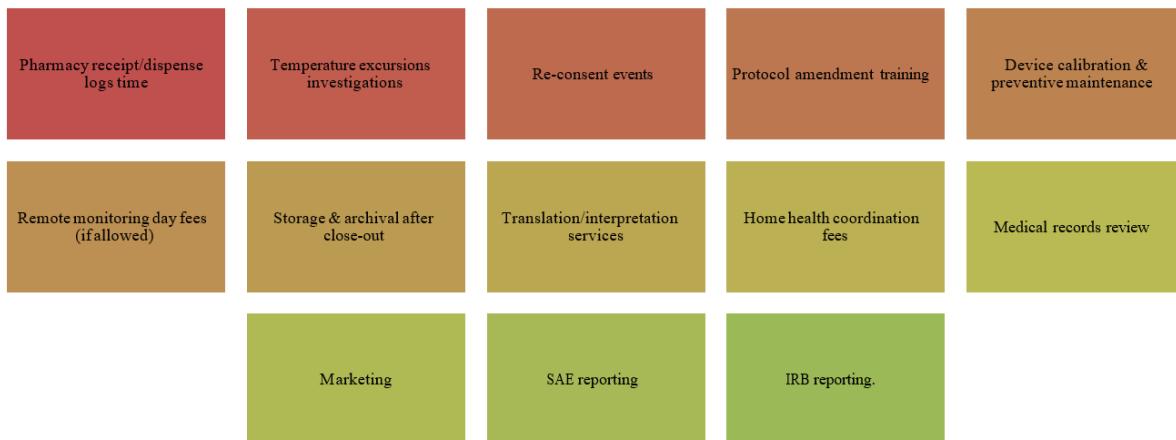 Pharmacy receipt/dispense
logs time
Temperature excursions
investigations
Re-consent events
Protocol amendment training
Device calibration &
preventive maintenance
Remote monitoring day fees
(if allowed)
Storage & archival after
close-out
Translation/interpretation
services
Home health coordination
fees
Medical records review
Marketing
SAE reporting
IRB reporting.